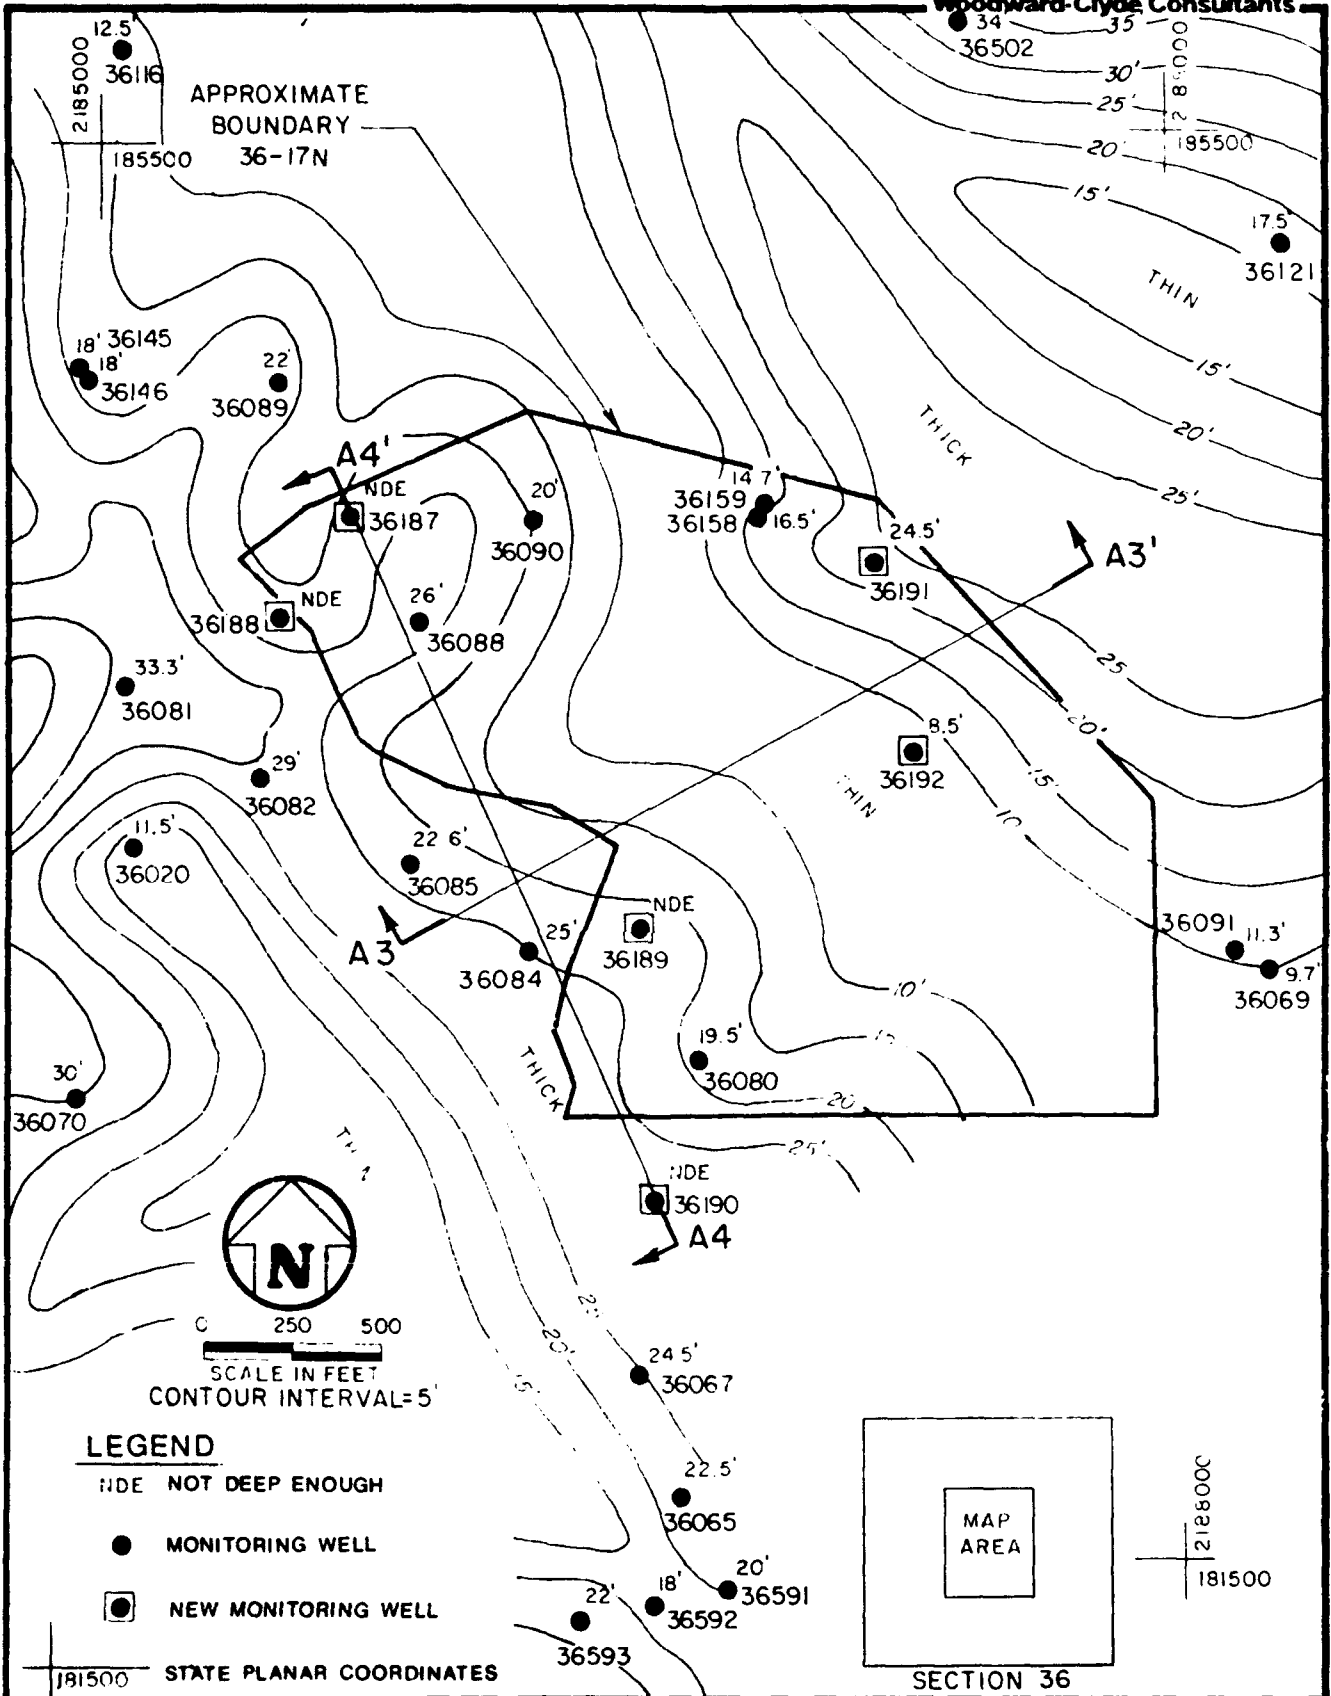 Woodward-Clyde Consultants
12.5'
36116
2185000
185500
APPROXIMATE
BOUNDARY
36-17N
34
36502
35'
30'
25'
20'
185500
15'
17.5'
36121
THIN
15'
20'
25'
THICK
18' 36145
18'
36146
22'
36089
A4'
NDE
36187
20'
36090
14 7'
36159
36158
16.5'
24.5'
36191
A3'
NDE
36188
26'
36088
33.3'
36081
25
20'
8.5'
36192
15'
10
29'
36082
11.5'
36020
22 6'
36085
NDE
36189
A3
25'
36084
36091
11.3'
9.7'
36069
10'
19.5'
36080
20
25'
THICK
30'
36070
NDE
36190
A4
N
0 250 500
SCALE IN FEET
CONTOUR INTERVAL=5'
20'
24 5'
36067
22.5'
36065
20'
36591
18'
36592
22'
36593
LEGEND
NDE NOT DEEP ENOUGH
MONITORING WELL
NEW MONITORING WELL
181500 STATE PLANAR COORDINATES
MAP
AREA
SECTION 36
2188000
181500